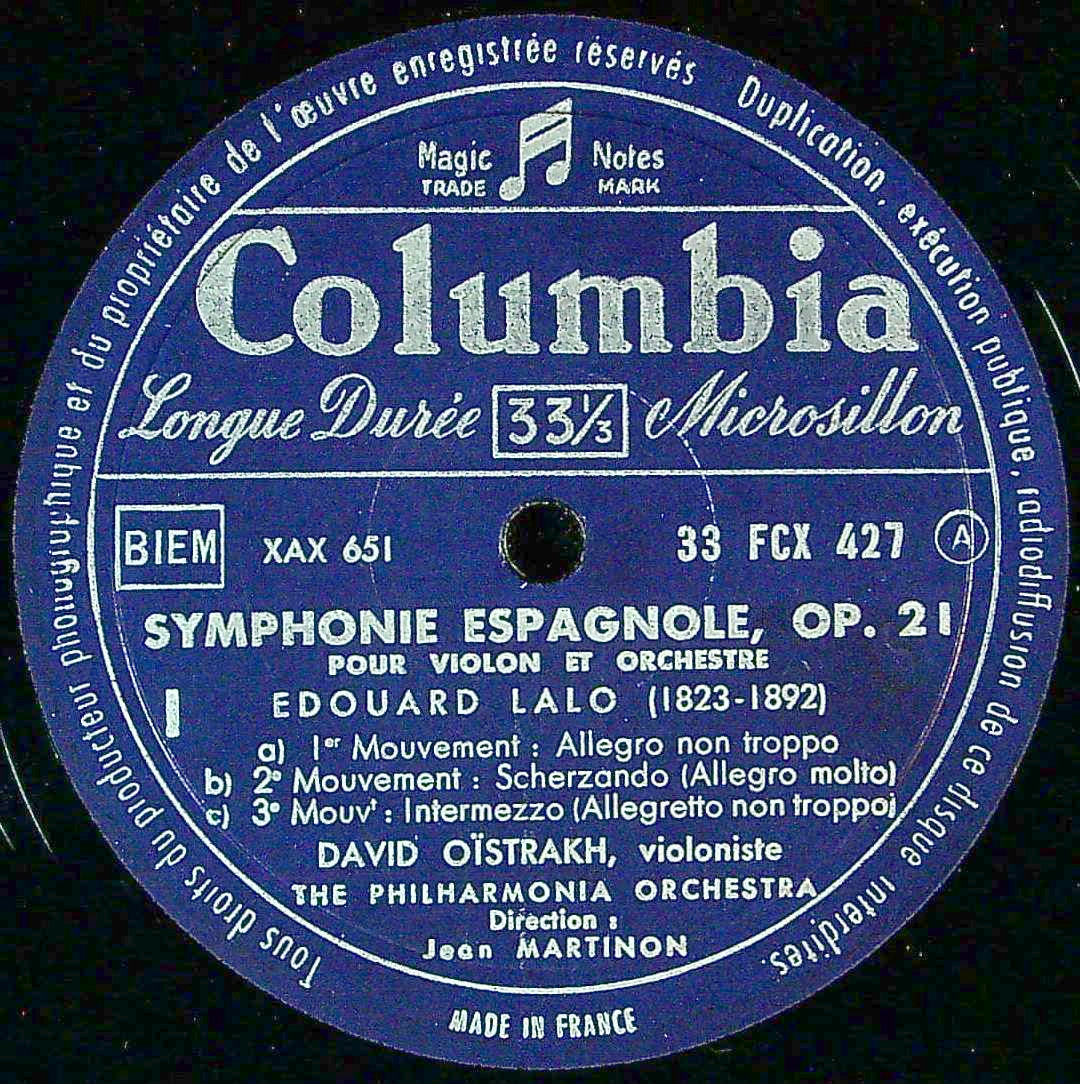 Tous droits du producteur phonographique et du propriétaire de l'œuvre enregistrée réservés Duplication, exécution publique, radiodiffusion de ce disque interdites.
Magic Notes
TRADE MARK
Columbia
Longue Durée 33⅓ Microsillon
BIEM XAX 651 33 FCX 427 A
SYMPHONIE ESPAGNOLE, OP. 21
POUR VIOLON ET ORCHESTRE
I EDOUARD LALO (1823-1892)
a) 1er Mouvement : Allegro non troppo
b) 2e Mouvement : Scherzando (Allegro molto)
c) 3e Mouvt : Intermezzo (Allegretto non troppo)
DAVID OÏSTRAKH, violoniste
THE PHILHARMONIA ORCHESTRA
Direction :
Jean MARTINON
MADE IN FRANCE